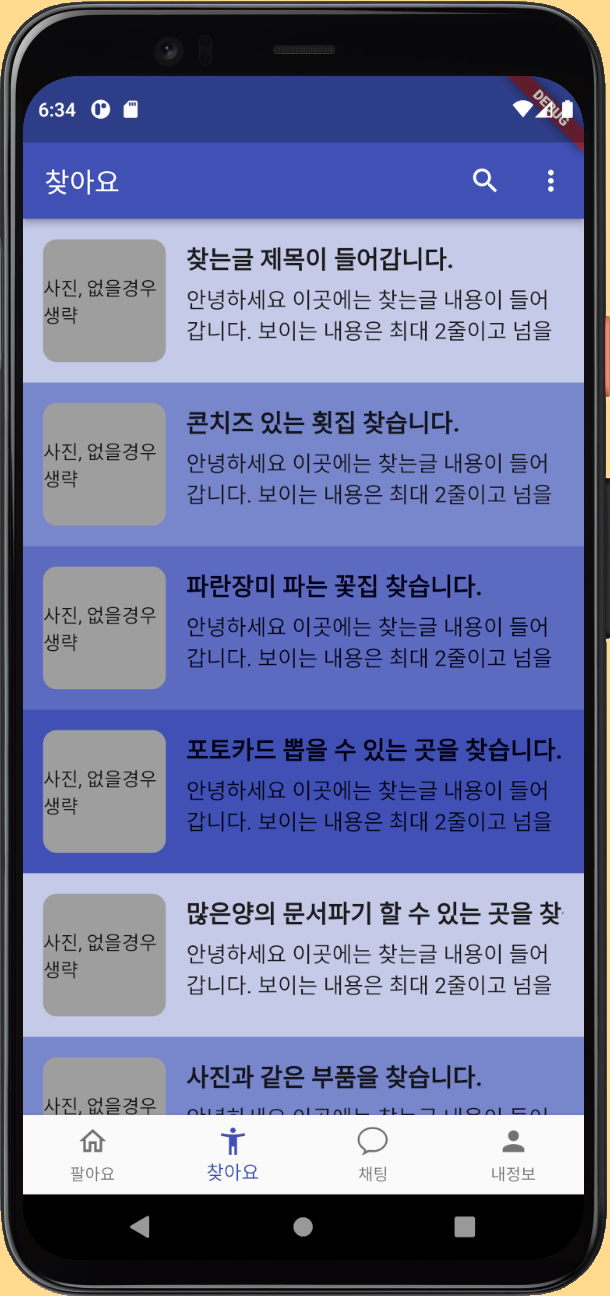 6:34
DEBUG
찾아요
사진, 없을경우
생략
찾는글 제목이 들어갑니다.
안녕하세요 이곳에는 찾는글 내용이 들어
갑니다. 보이는 내용은 최대 2줄이고 넘을
사진, 없을경우
생략
콘치즈 있는 횟집 찾습니다.
안녕하세요 이곳에는 찾는글 내용이 들어
갑니다. 보이는 내용은 최대 2줄이고 넘을
사진, 없을경우
생략
파란장미 파는 꽃집 찾습니다.
안녕하세요 이곳에는 찾는글 내용이 들어
갑니다. 보이는 내용은 최대 2줄이고 넘을
사진, 없을경우
생략
포토카드 뽑을 수 있는 곳을 찾습니다.
안녕하세요 이곳에는 찾는글 내용이 들어
갑니다. 보이는 내용은 최대 2줄이고 넘을
사진, 없을경우
생략
많은양의 문서파기 할 수 있는 곳을 찾
안녕하세요 이곳에는 찾는글 내용이 들어
갑니다. 보이는 내용은 최대 2줄이고 넘을
사진, 없을경우
사진과 같은 부품을 찾습니다.
팔아요
찾아요
채팅
내정보